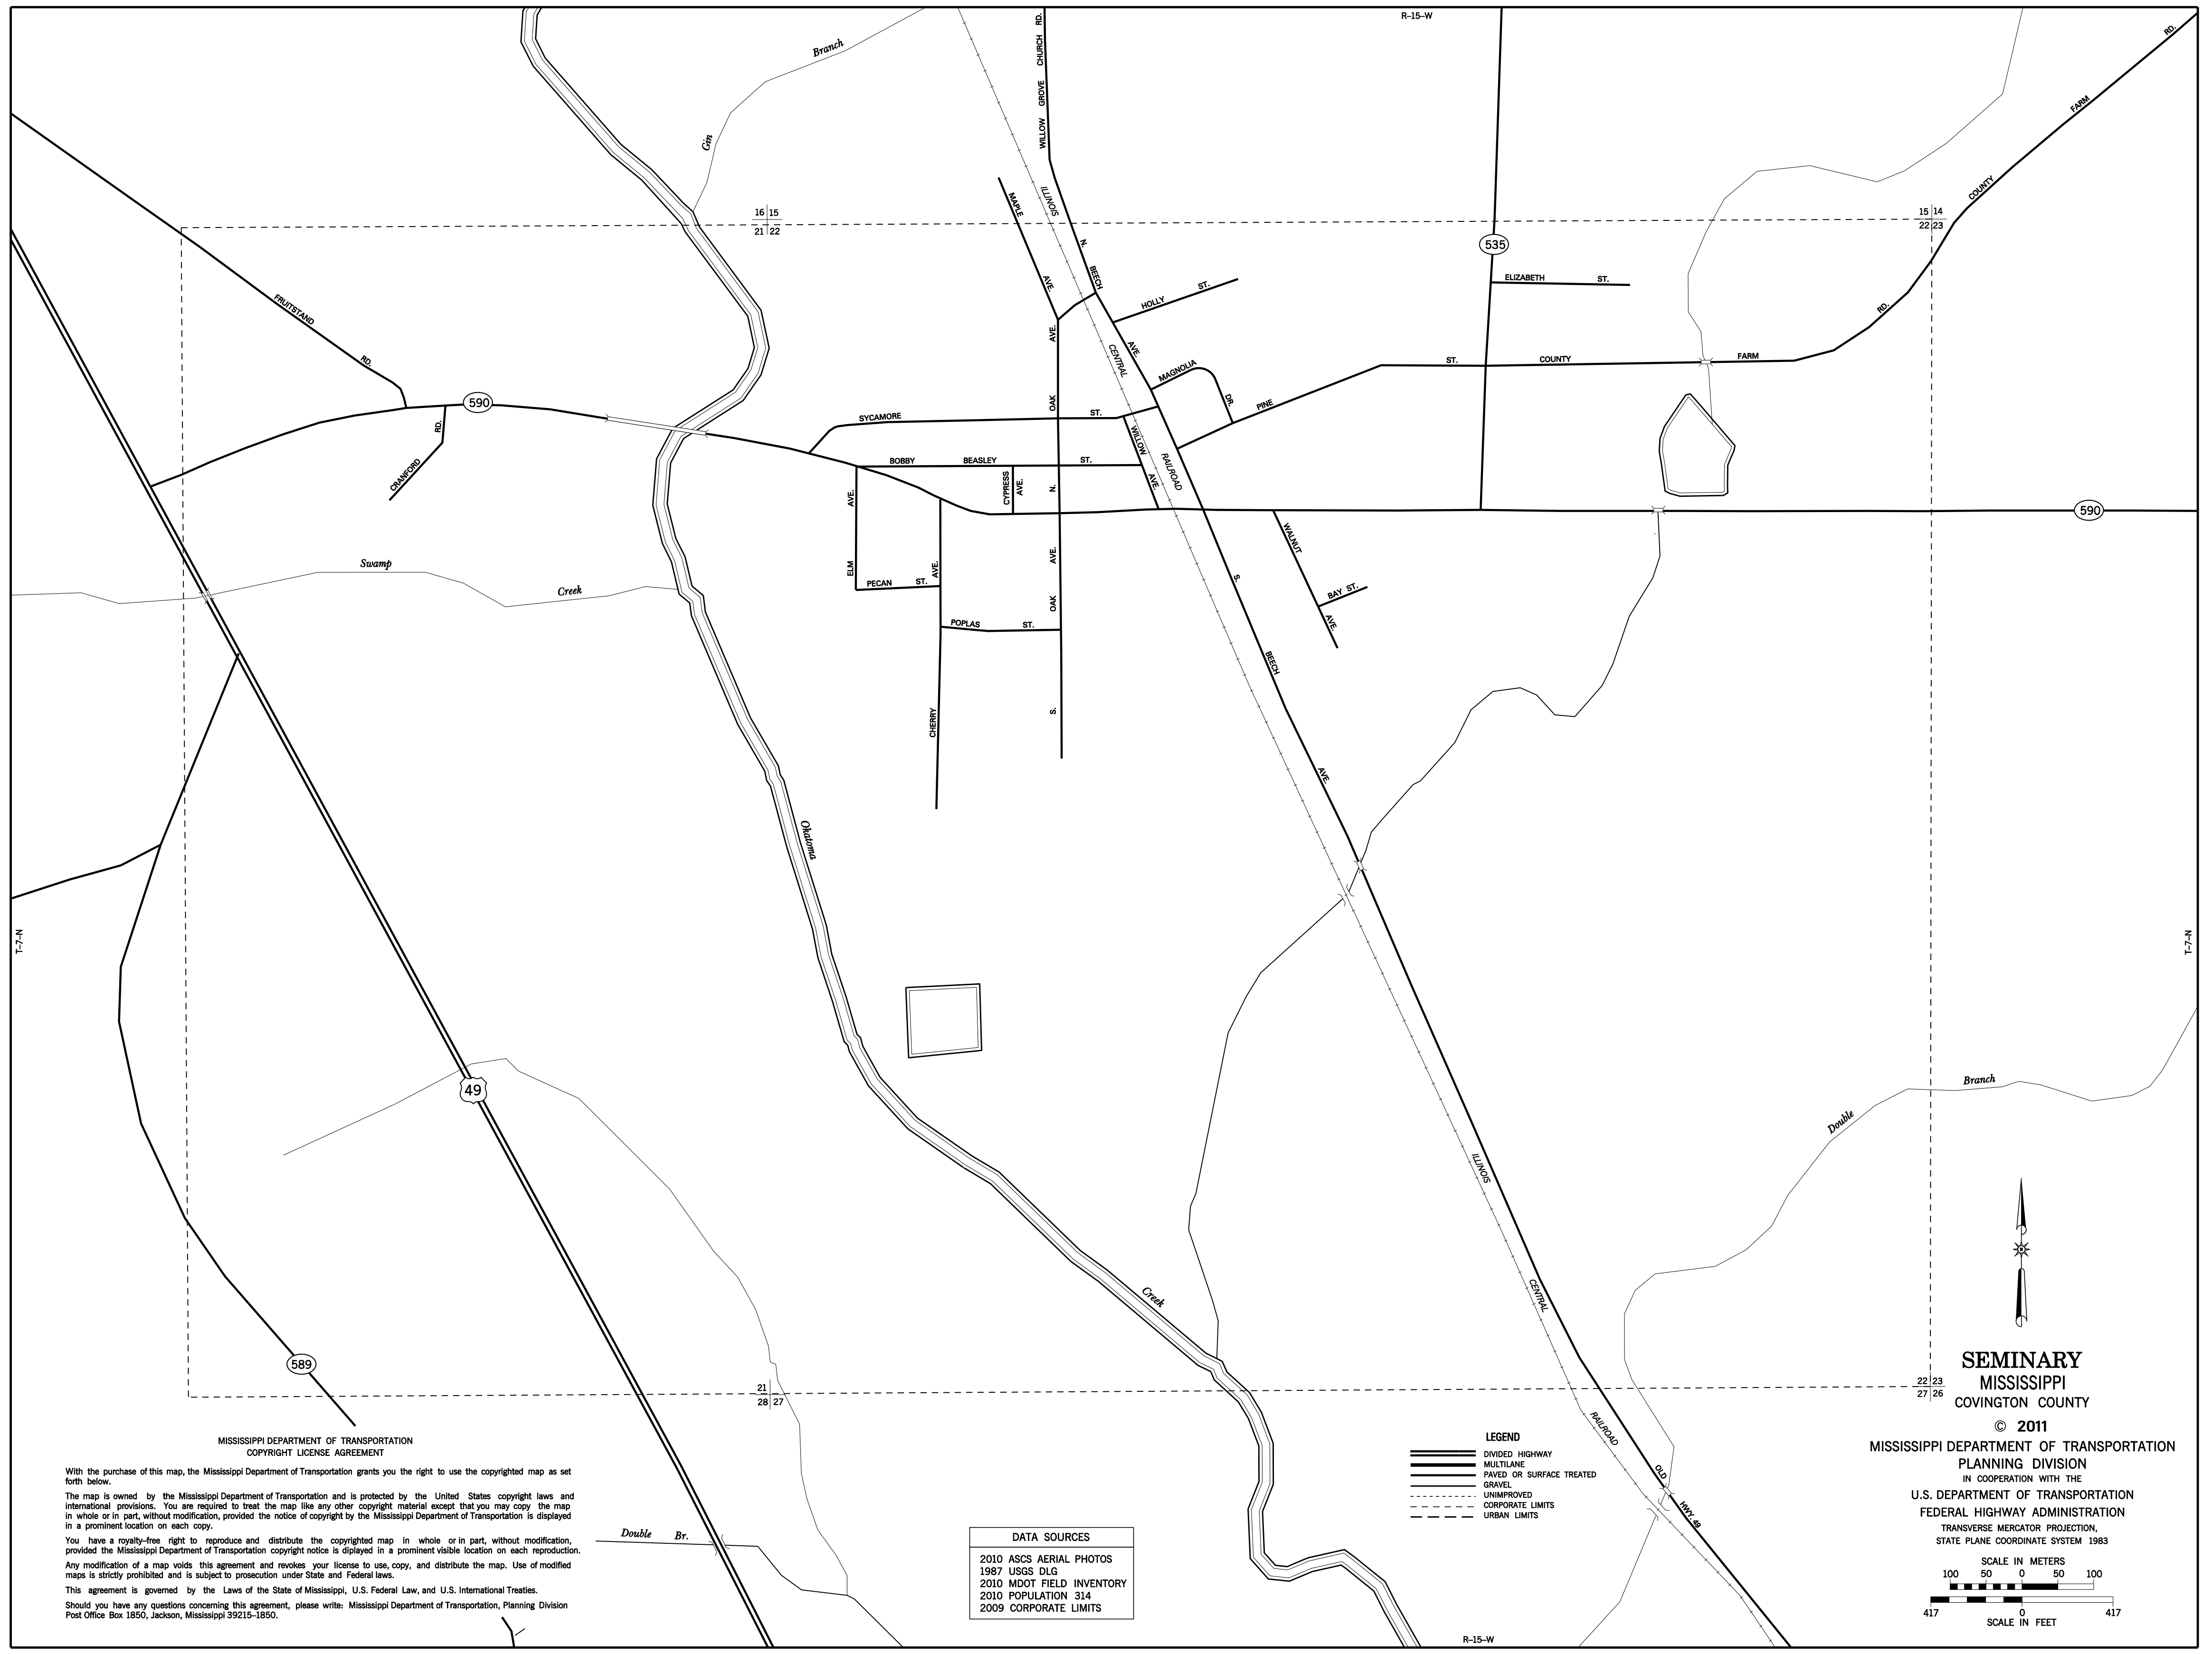 R-15-W
RD.
CHURCH
GROVE
WILLOW
RD.
FARM
COUNTY
RD.
Branch
Gin
ILLINOIS
MAPLE
AVE.
16 15
21 22
15 14
22 23
N.
BEECH
AVE.
535
ELIZABETH ST.
HOLLY ST.
FRUITSTAND
RD.
CENTRAL
AVE.
OAK
N.
MAGNOLIA
DR.
PINE
ST. COUNTY FARM
590
SYCAMORE ST.
WILLOW
AVE.
RAILROAD
RD.
CRANFORD
BOBBY BEASLEY ST.
CYPRESS
AVE.
AVE.
ELM
590
WALNUT
AVE.
BAY ST.
S.
BEECH
AVE.
Swamp
Creek
PECAN ST.
AVE.
CHERRY
POPLAS ST.
AVE.
OAK
S.
Okatoma
T-7-N
T-7-N
49
Branch
Double
ILLINOIS
CENTRAL
RAILROAD
Creek
589
21
28 27
22 23
27 26
OLD
HWY. 49
Double Br.
R-15-W
MISSISSIPPI DEPARTMENT OF TRANSPORTATION
COPYRIGHT LICENSE AGREEMENT
With the purchase of this map, the Mississippi Department of Transportation grants you the right to use the copyrighted map as set
forth below.
The map is owned by the Mississippi Department of Transportation and is protected by the United States copyright laws and
international provisions. You are required to treat the map like any other copyright material except that you may copy the map
in whole or in part, without modification, provided the notice of copyright by the Mississippi Department of Transportation is displayed
in a prominent location on each copy.
You have a royalty-free right to reproduce and distribute the copyrighted map in whole or in part, without modification,
provided the Mississippi Department of Transportation copyright notice is diplayed in a prominent visible location on each reproduction.
Any modification of a map voids this agreement and revokes your license to use, copy, and distribute the map. Use of modified
maps is strictly prohibited and is subject to prosecution under State and Federal laws.
This agreement is governed by the Laws of the State of Mississippi, U.S. Federal Law, and U.S. International Treaties.
Should you have any questions concerning this agreement, please write: Mississippi Department of Transportation, Planning Division
Post Office Box 1850, Jackson, Mississippi 39215-1850.
DATA SOURCES
2010 ASCS AERIAL PHOTOS
1987 USGS DLG
2010 MDOT FIELD INVENTORY
2010 POPULATION 314
2009 CORPORATE LIMITS
LEGEND
DIVIDED HIGHWAY
MULTILANE
PAVED OR SURFACE TREATED
GRAVEL
UNIMPROVED
CORPORATE LIMITS
URBAN LIMITS
SEMINARY
MISSISSIPPI
COVINGTON COUNTY
© 2011
MISSISSIPPI DEPARTMENT OF TRANSPORTATION
PLANNING DIVISION
IN COOPERATION WITH THE
U.S. DEPARTMENT OF TRANSPORTATION
FEDERAL HIGHWAY ADMINISTRATION
TRANSVERSE MERCATOR PROJECTION,
STATE PLANE COORDINATE SYSTEM 1983
SCALE IN METERS
100 50 0 50 100
417 0 417
SCALE IN FEET